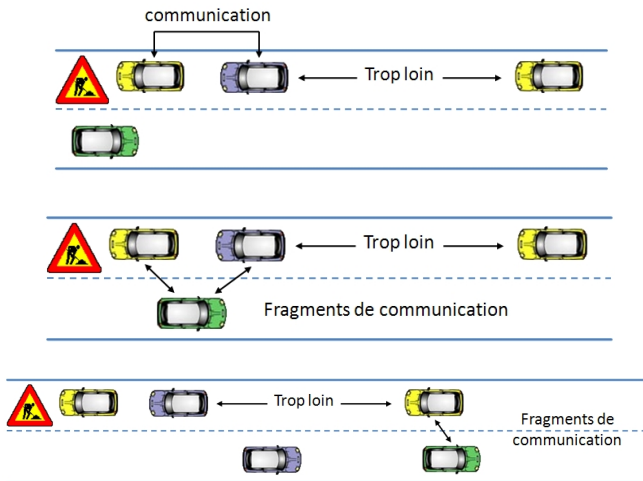 communication
Trop loin
Trop loin
Fragments de communication
Trop loin
Fragments de
communication